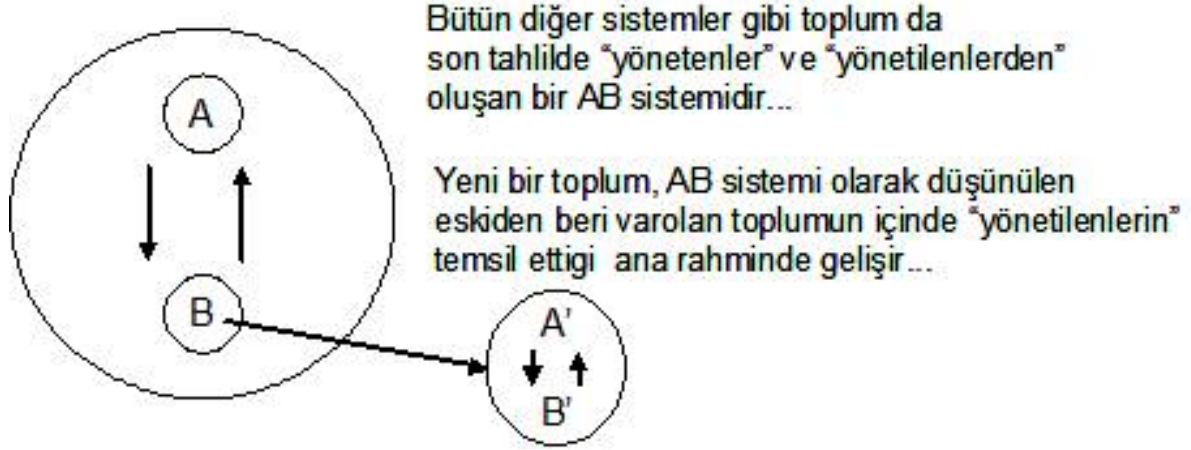 Bütün diğer sistemler gibi toplum da
son tahlilde “yönetenler” ve “yönetilenlerden”
oluşan bir AB sistemidir...
Yeni bir toplum, AB sistemi olarak düşünülen
eskiden beri varolan toplumun içinde “yönetilenlerin”
temsil ettigi ana rahminde gelişir...
A
B
A'
B'